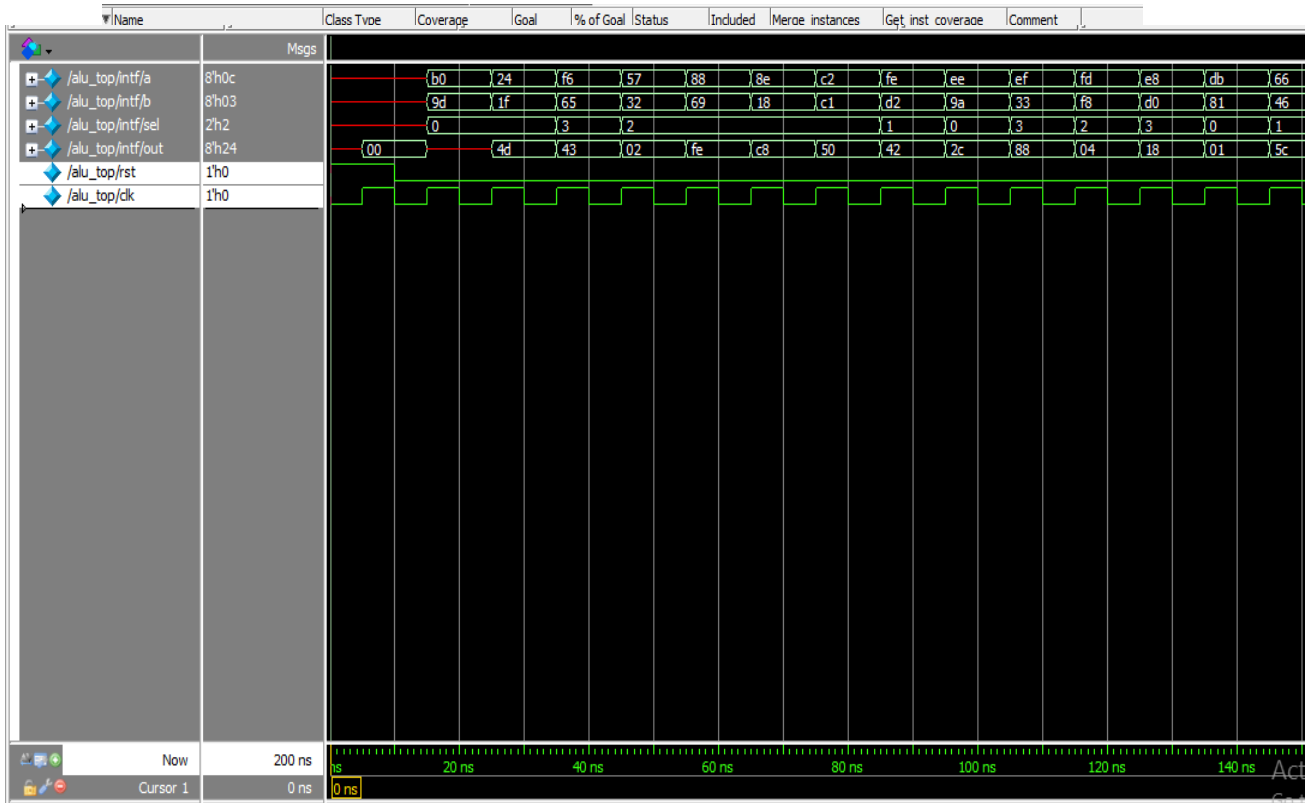 Name Class Type Coverage Goal % of Goal Status Included Merge_instances Get_inst_coverage Comment
Msgs
/alu_top/intf/a 8'h0c b0 24 f6 57 88 8e c2 fe ee ef fd e8 db 66
/alu_top/intf/b 8'h03 9d 1f 65 32 69 18 c1 d2 9a 33 f8 d0 81 46
/alu_top/intf/sel 2'h2 0 3 2 1 0 3 2 3 0 1
/alu_top/intf/out 8'h24 00 4d 43 02 fe c8 50 42 2c 88 04 18 01 5c
/alu_top/rst 1'h0
/alu_top/clk 1'h0
Now 200 ns ns 20 ns 40 ns 60 ns 80 ns 100 ns 120 ns 140 ns Act
Cursor 1 0 ns 0 ns